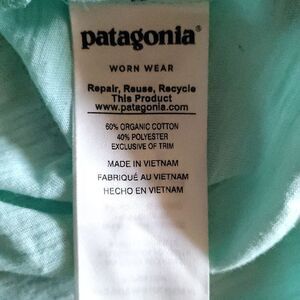 patagonia®
WORN WEAR
Repair, Reuse, Recycle
This Product
www.patagonia.com
60% ORGANIC COTTON
40% POLYESTER
EXCLUSIVE OF TRIM
MADE IN VIETNAM
FABRIQUÉ AU VIETNAM
HECHO EN VIETNAM